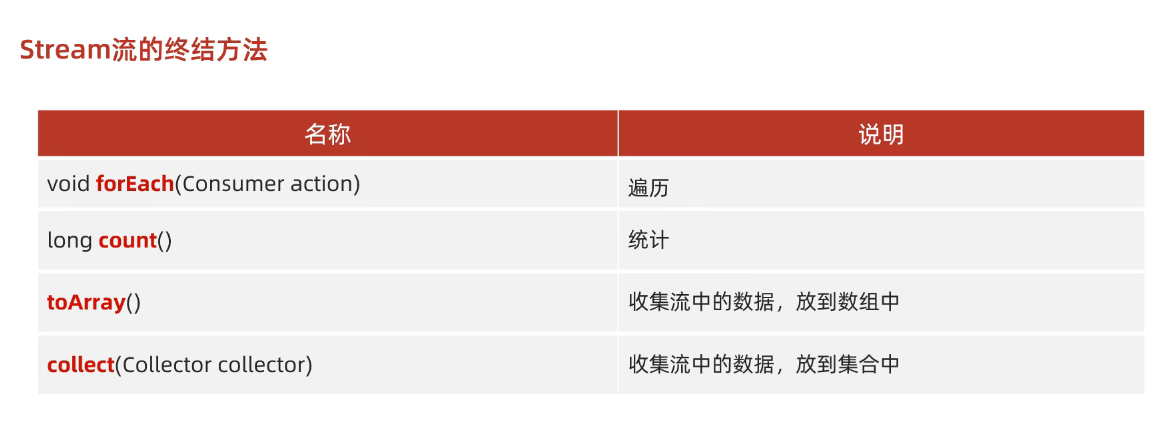 Stream流的终结方法
名称 说明
void forEach(Consumer action) 遍历
long count() 统计
toArray() 收集流中的数据，放到数组中
collect(Collector collector) 收集流中的数据，放到集合中